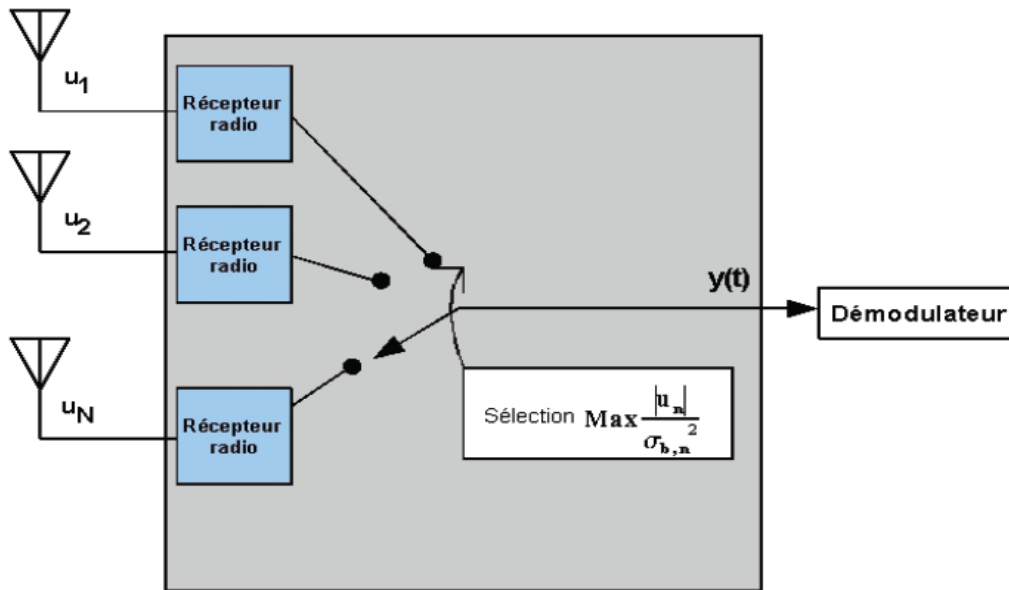 u1
Récepteur
radio
u2
Récepteur
radio
y(t)
Démodulateur
uN
Récepteur
radio
Sélection Max |un| / σb,n²